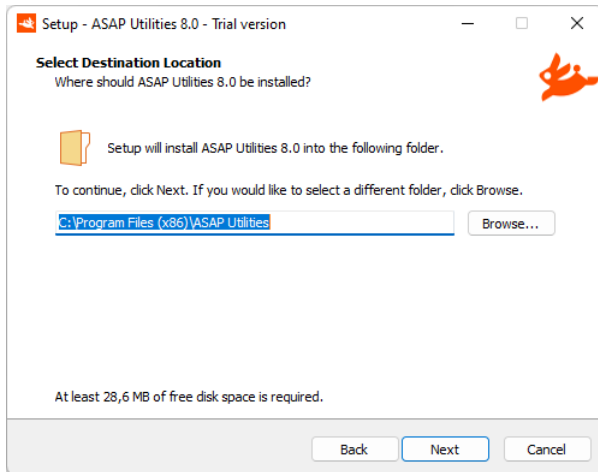 Setup - ASAP Utilities 8.0 - Trial version
Select Destination Location
Where should ASAP Utilities 8.0 be installed?
Setup will install ASAP Utilities 8.0 into the following folder.
To continue, click Next. If you would like to select a different folder, click Browse.
C:\Program Files (x86)\ASAP Utilities
Browse...
At least 28,6 MB of free disk space is required.
Back
Next
Cancel